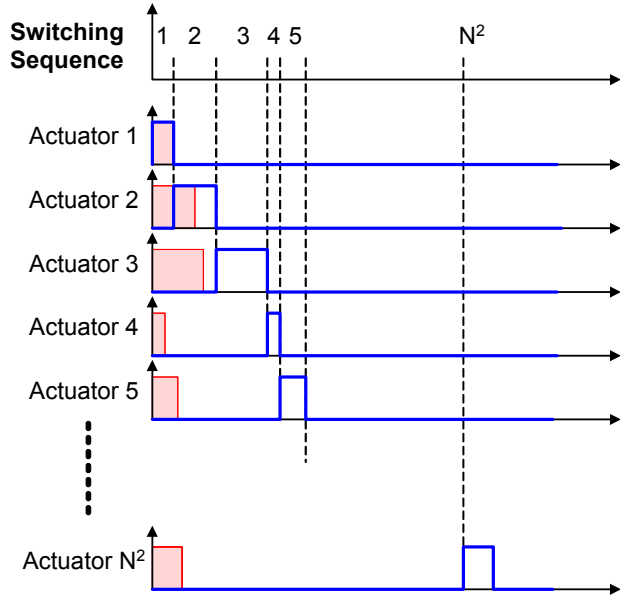 Switching
Sequence
1 2 3 4 5 N²
Actuator 1
Actuator 2
Actuator 3
Actuator 4
Actuator 5
Actuator N²